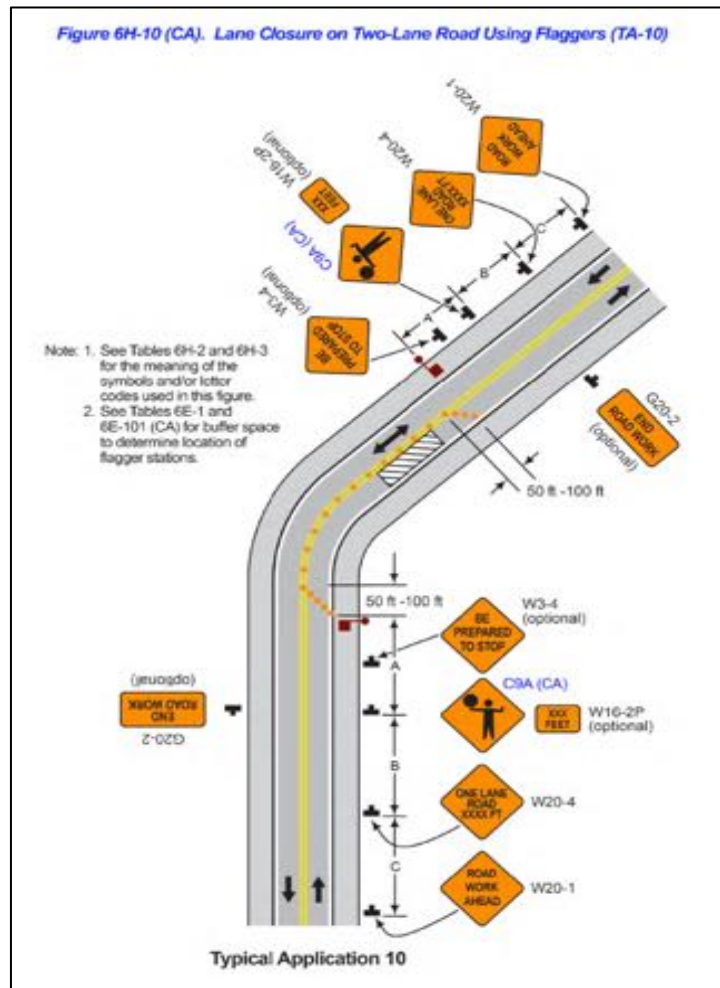 Figure 6H-10 (CA). Lane Closure on Two-Lane Road Using Flaggers (TA-10)
W20-1
ROAD
WORK
AHEAD
W20-4
ONE LANE
ROAD
XXXX FT
W16-2P
(optional)
XXX
FEET
C9A (CA)
W3-4
(optional)
BE
PREPARED
TO STOP
C
B
A
Note: 1. See Tables 6H-2 and 6H-3
for the meaning of the
symbols and/or letter
codes used in this figure.
2. See Tables 6E-1 and
6E-101 (CA) for buffer space
to determine location of
flagger stations.
G20-2
END
ROAD WORK
(optional)
50 ft -100 ft
50 ft -100 ft
BE
PREPARED
TO STOP
W3-4
(optional)
A
C9A (CA)
XXX
FEET
W16-2P
(optional)
(optional)
END
ROAD WORK
G20-2
B
ONE LANE
ROAD
XXXX FT
W20-4
C
ROAD
WORK
AHEAD
W20-1
Typical Application 10